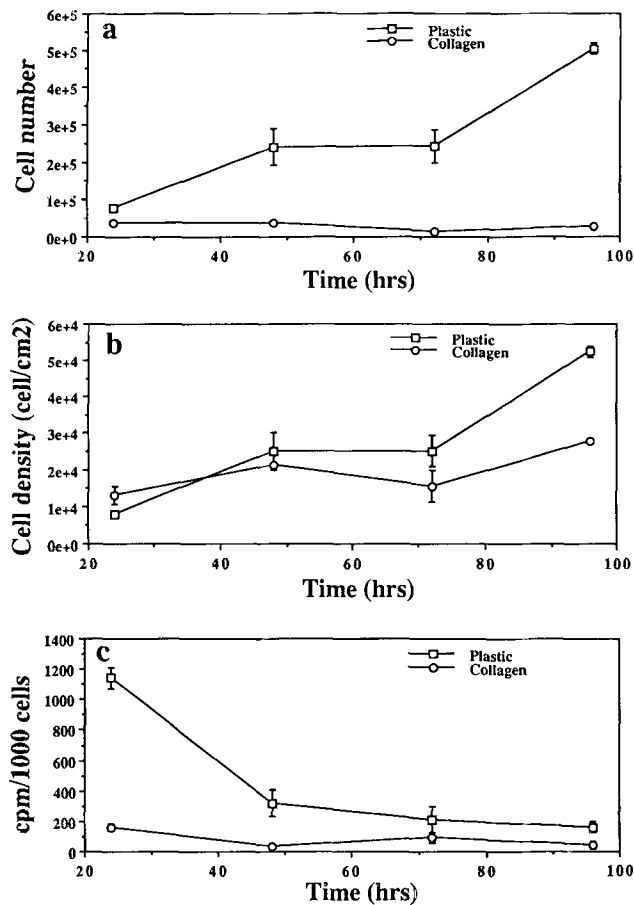 a
Plastic
Collagen
Cell number
6e+5
5e+5
4e+5
3e+5
2e+5
1e+5
0e+0
20 40 60 80 100
Time (hrs)
b
Plastic
Collagen
Cell density (cell/cm2)
6e+4
5e+4
4e+4
3e+4
2e+4
1e+4
0e+0
20 40 60 80 100
Time (hrs)
c
Plastic
Collagen
cpm/1000 cells
1400
1200
1000
800
600
400
200
0
20 40 60 80 100
Time (hrs)